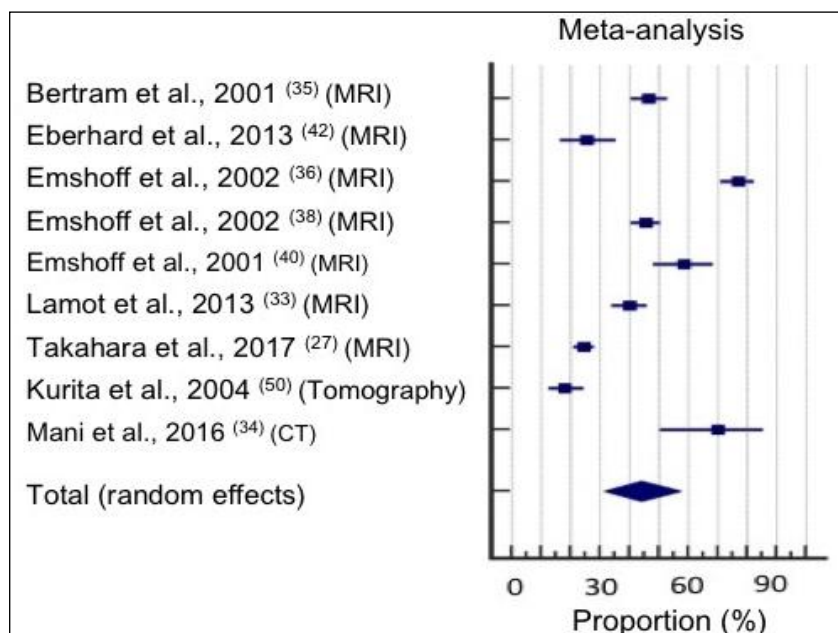 Meta-analysis
Bertram et al., 2001 (35) (MRI)
Eberhard et al., 2013 (42) (MRI)
Emshoff et al., 2002 (36) (MRI)
Emshoff et al., 2002 (38) (MRI)
Emshoff et al., 2001 (40) (MRI)
Lamot et al., 2013 (33) (MRI)
Takahara et al., 2017 (27) (MRI)
Kurita et al., 2004 (50) (Tomography)
Mani et al., 2016 (34) (CT)
Total (random effects)
0 30 60 90
Proportion (%)